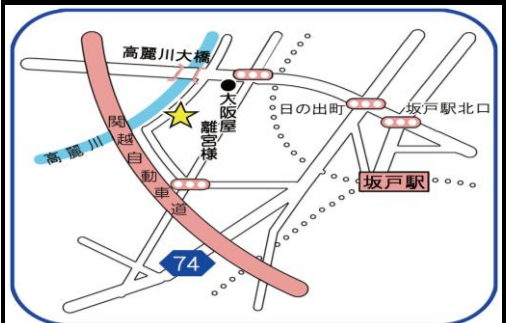 高麗川大橋
大阪屋
離宮様
日の出町
坂戸駅北口
高麗川
関越自動車道
坂戸駅
74